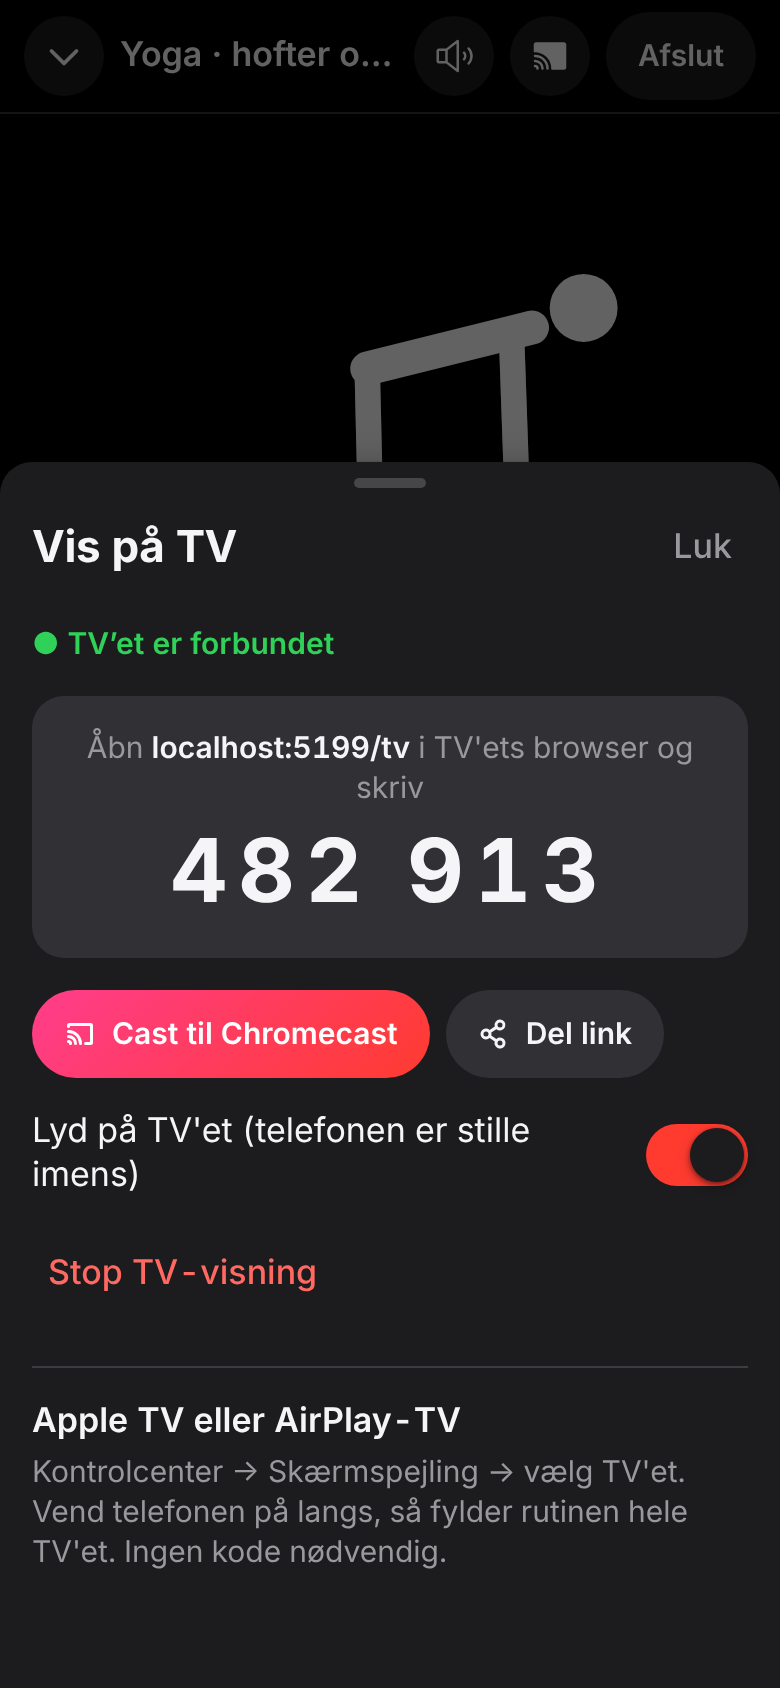 Yoga · hofter o...
Afslut
Vis på TV
Luk
TV’et er forbundet
Åbn localhost:5199/tv i TV'ets browser og
skriv
482 913
Cast til Chromecast
Del link
Lyd på TV'et (telefonen er stille
imens)
Stop TV-visning
Apple TV eller AirPlay-TV
Kontrolcenter → Skærmspejling → vælg TV'et.
Vend telefonen på langs, så fylder rutinen hele
TV'et. Ingen kode nødvendig.